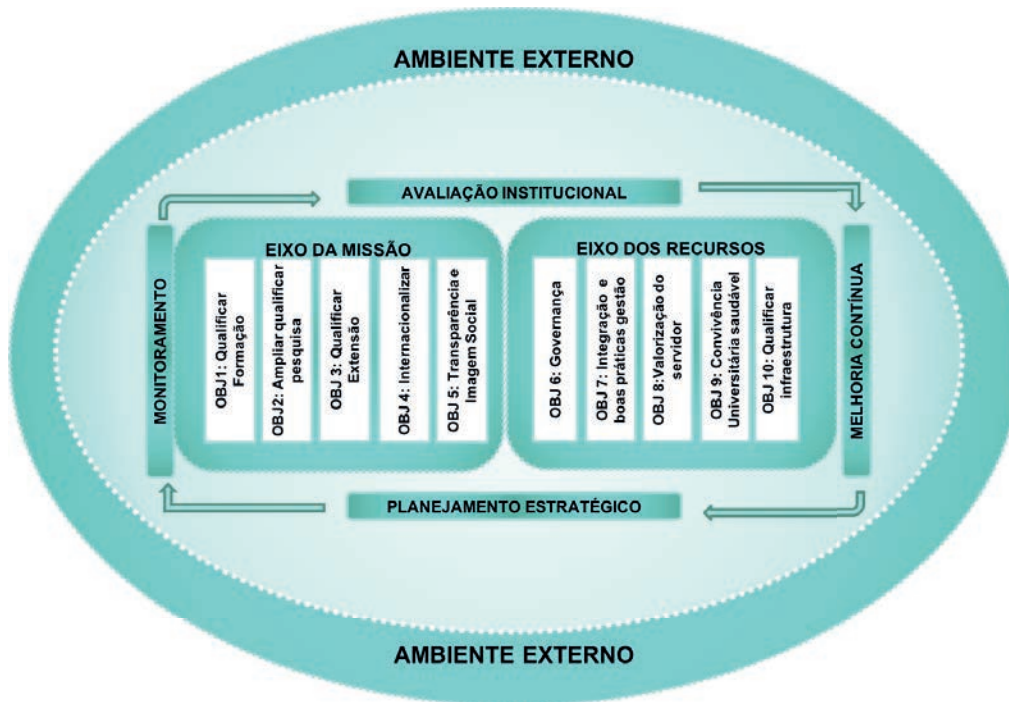 AMBIENTE EXTERNO
AVALIAÇÃO INSTITUCIONAL
MONITORAMENTO
EIXO DA MISSÃO
OBJ1: Qualificar
Formação
OBJ2: Ampliar qualificar
pesquisa
OBJ 3: Qualificar
Extensão
OBJ 4: Internacionalizar
OBJ 5: Transparência e
Imagem Social
EIXO DOS RECURSOS
OBJ 6: Governança
OBJ 7: Integração e
boas práticas gestão
OBJ 8:Valorização do
servidor
OBJ 9: Convivência
Universitária saudável
OBJ 10: Qualificar
infraestrutura
MELHORIA CONTÍNUA
PLANEJAMENTO ESTRATÉGICO
AMBIENTE EXTERNO